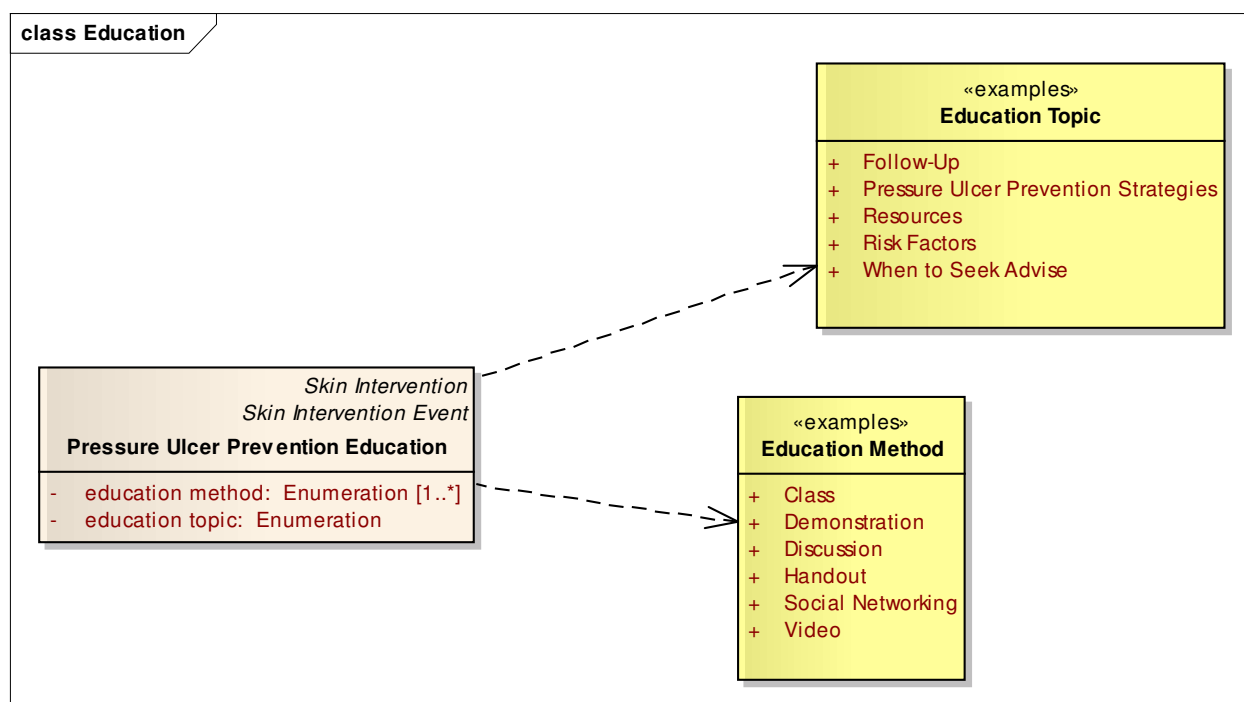 class Education
«examples»
Education Topic
+ Follow-Up
+ Pressure Ulcer Prevention Strategies
+ Resources
+ Risk Factors
+ When to Seek Advise
Skin Intervention
Skin Intervention Event
Pressure Ulcer Prevention Education
- education method: Enumeration [1..*]
- education topic: Enumeration
«examples»
Education Method
+ Class
+ Demonstration
+ Discussion
+ Handout
+ Social Networking
+ Video